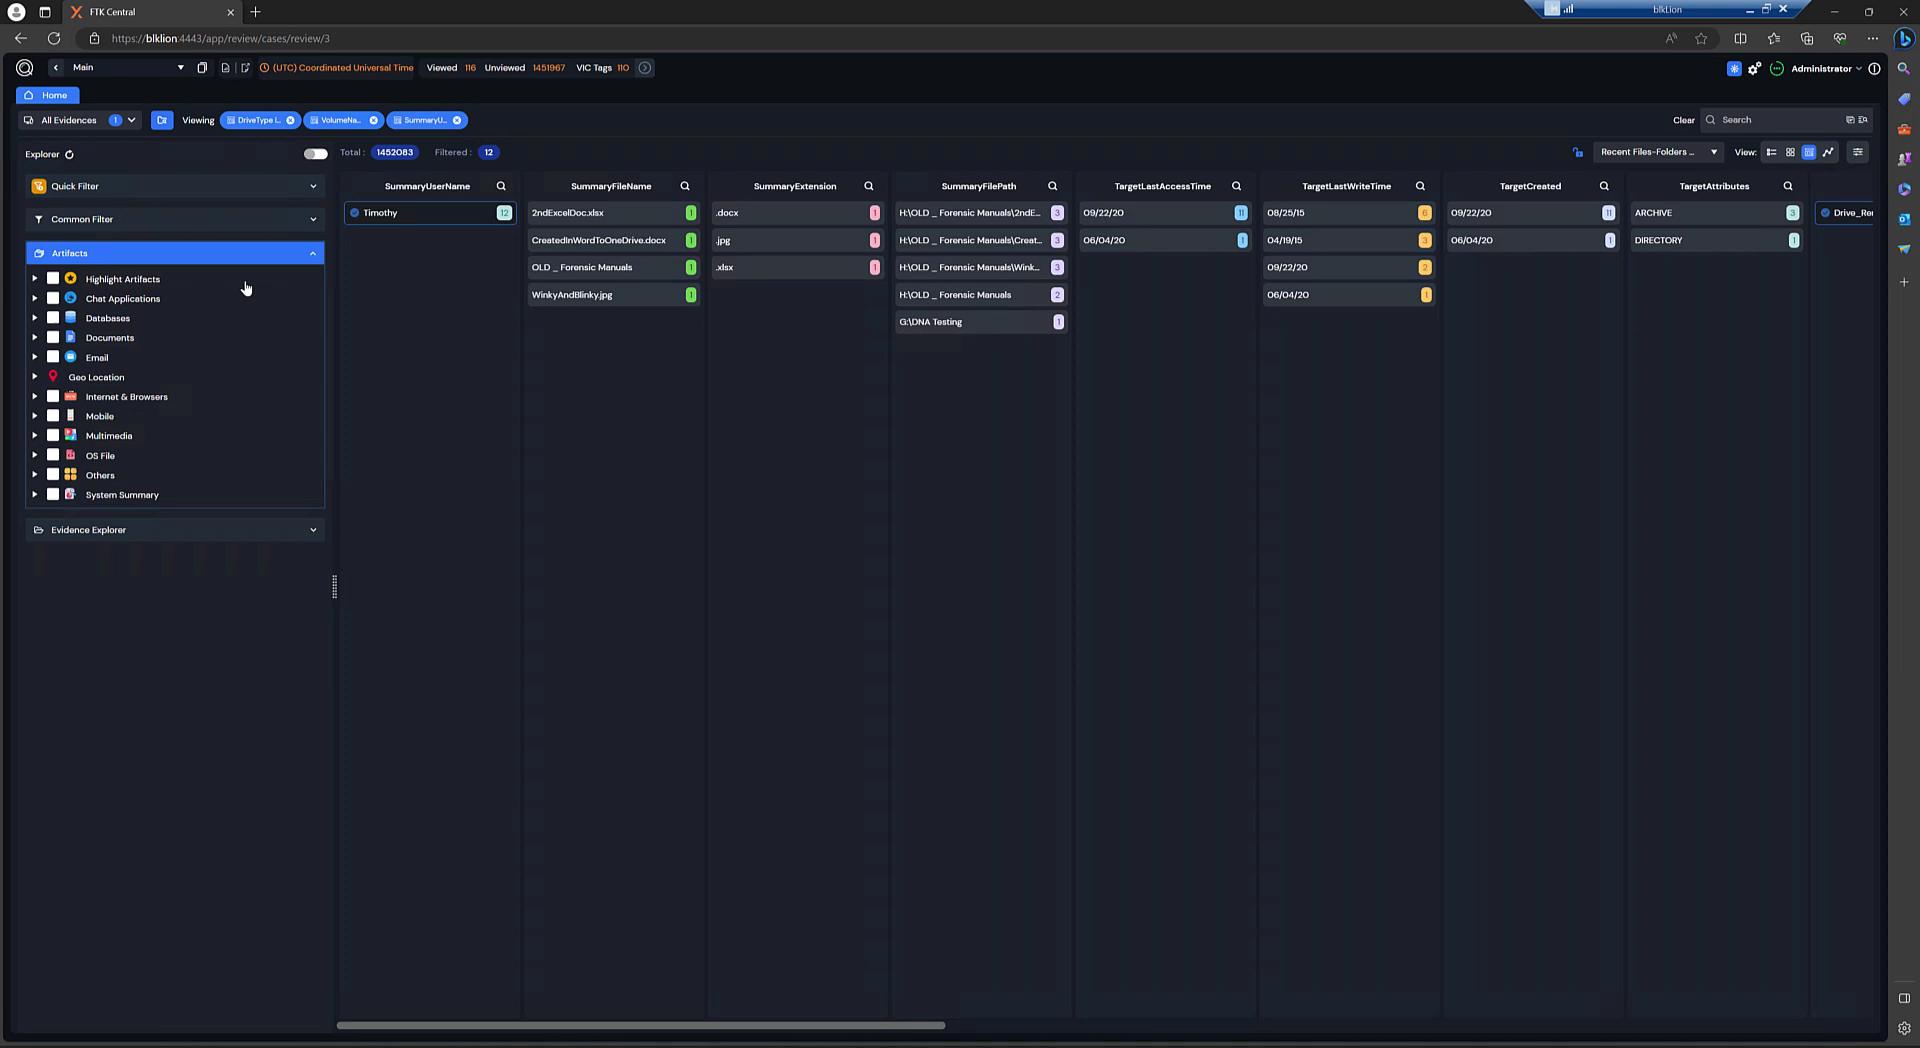 FTK Central
blkLion
https://blklion:4443/app/review/cases/review/3
Main
(UTC) Coordinated Universal Time
Viewed 116 Unviewed 1451967 VIC Tags 110
Administrator
Home
All Evidences 1
Viewing
DriveType I...
VolumeNa...
SummaryU...
Clear
Search
Explorer
Total : 1452083 Filtered : 12
Recent Files-Folders ...
View:
Quick Filter
Common Filter
Artifacts
Highlight Artifacts
Chat Applications
Databases
Documents
Email
Geo Location
Internet & Browsers
Mobile
Multimedia
OS File
Others
System Summary
Evidence Explorer
SummaryUserName
Timothy 12
SummaryFileName
2ndExcelDoc.xlsx 1
CreatedInWordToOneDrive.docx 1
OLD _ Forensic Manuals 1
WinkyAndBlinky.jpg 1
SummaryExtension
.docx 1
.jpg 1
.xlsx 1
SummaryFilePath
H:\OLD _ Forensic Manuals\2ndE... 3
H:\OLD _ Forensic Manuals\Creat... 3
H:\OLD _ Forensic Manuals\Wink... 3
H:\OLD _ Forensic Manuals 2
G:\DNA Testing 1
TargetLastAccessTime
09/22/20 11
06/04/20 1
TargetLastWriteTime
08/25/15 6
04/19/15 3
09/22/20 2
06/04/20 1
TargetCreated
09/22/20 11
06/04/20 1
TargetAttributes
ARCHIVE 3
DIRECTORY 1
Drive_Re